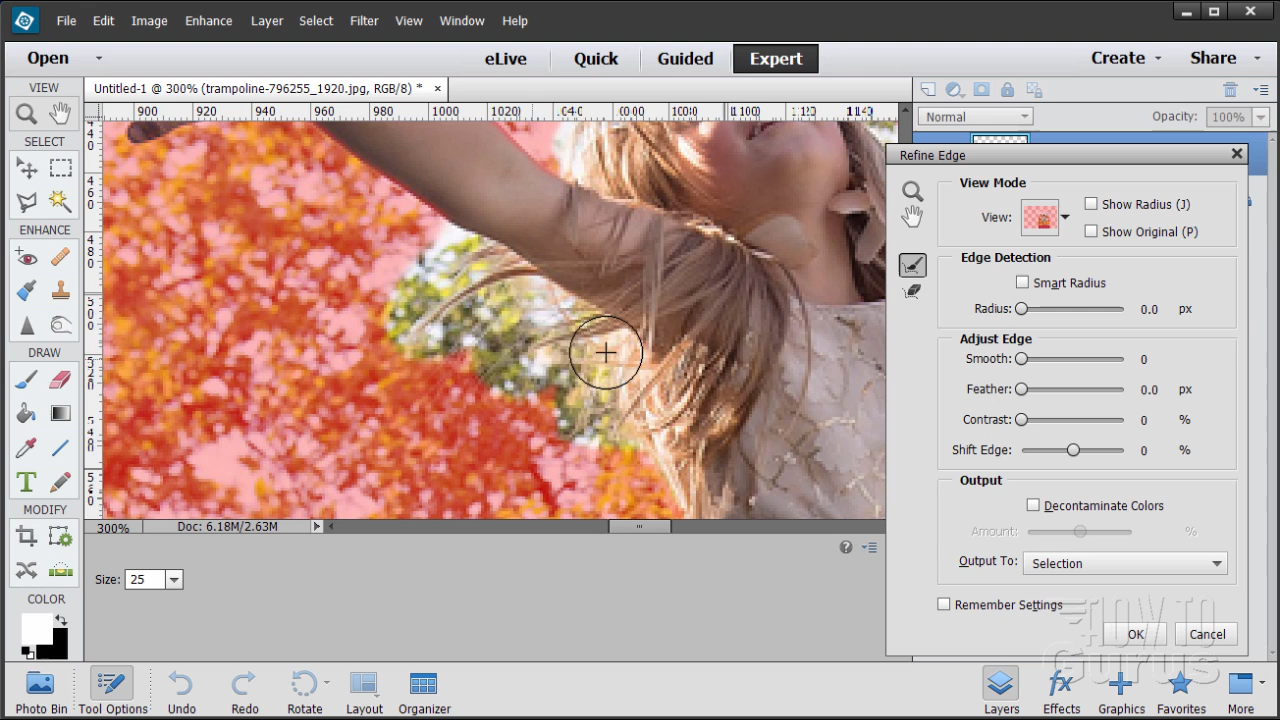 File Edit Image Enhance Layer Select Filter View Window Help
Open eLive Quick Guided Expert Create Share
VIEW
Untitled-1 @ 300% (trampoline-796255_1920.jpg, RGB/8) * ×
900 920 940 960 980 1000
Normal Opacity: 100%
SELECT
ENHANCE
DRAW
T
MODIFY
COLOR
Refine Edge
View Mode
View:
Show Radius (J)
Show Original (P)
Edge Detection
Smart Radius
Radius: 0.0 px
Adjust Edge
Smooth: 0
Feather: 0.0 px
Contrast: 0 %
Shift Edge: 0 %
Output
Decontaminate Colors
Amount: %
Output To: Selection
Remember Settings
OK Cancel
300% Doc: 6.18M/2.63M
Size: 25
HOW TO
Gurus
Photo Bin Tool Options Undo Redo Rotate Layout Organizer
fx
Layers Effects Graphics Favorites More